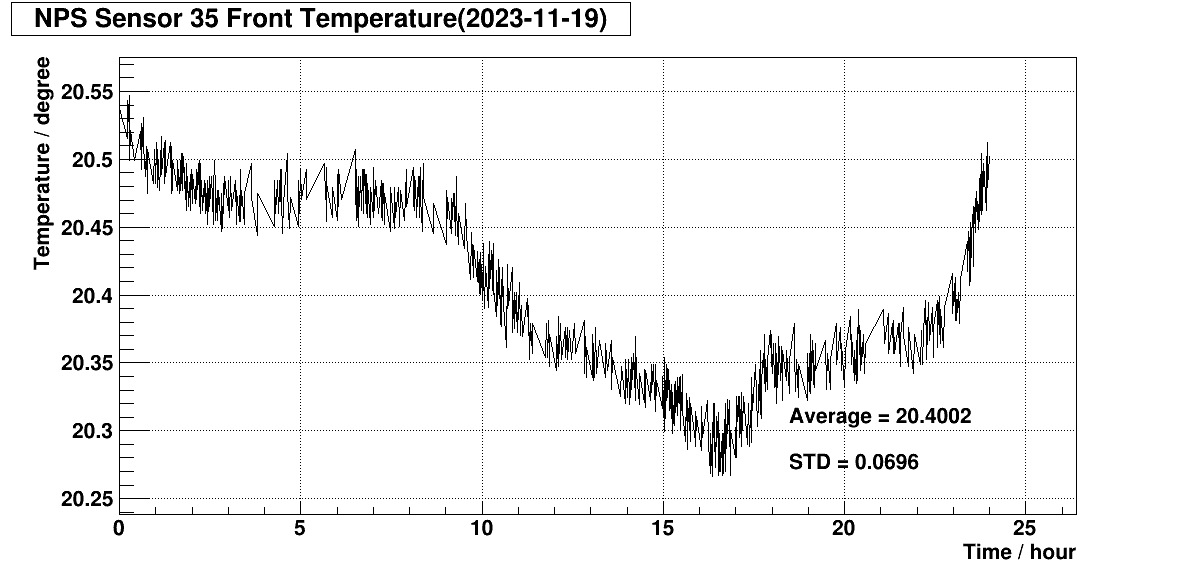 NPS Sensor 35 Front Temperature(2023-11-19)
Temperature / degree
20.55
20.5
20.45
20.4
20.35
20.3
20.25
Average = 20.4002
STD = 0.0696
0 5 10 15 20 25
Time / hour